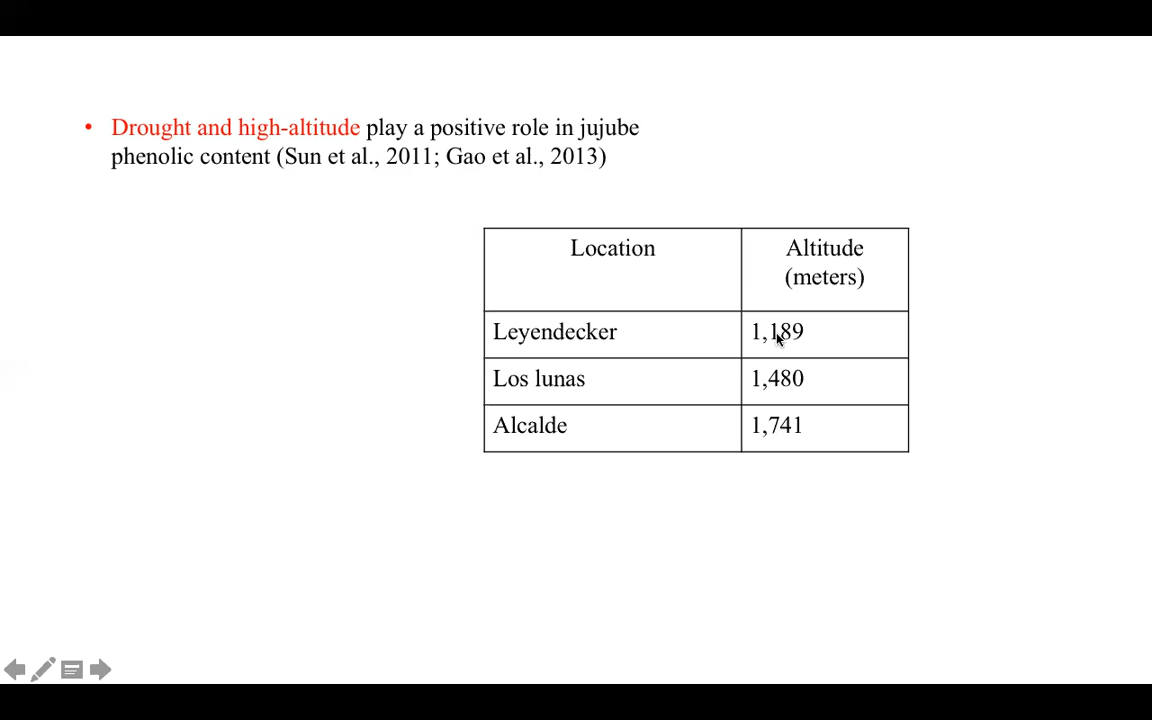 • Drought and high-altitude play a positive role in jujube
phenolic content (Sun et al., 2011; Gao et al., 2013)
Location Altitude
(meters)
Leyendecker 1,189
Los lunas 1,480
Alcalde 1,741